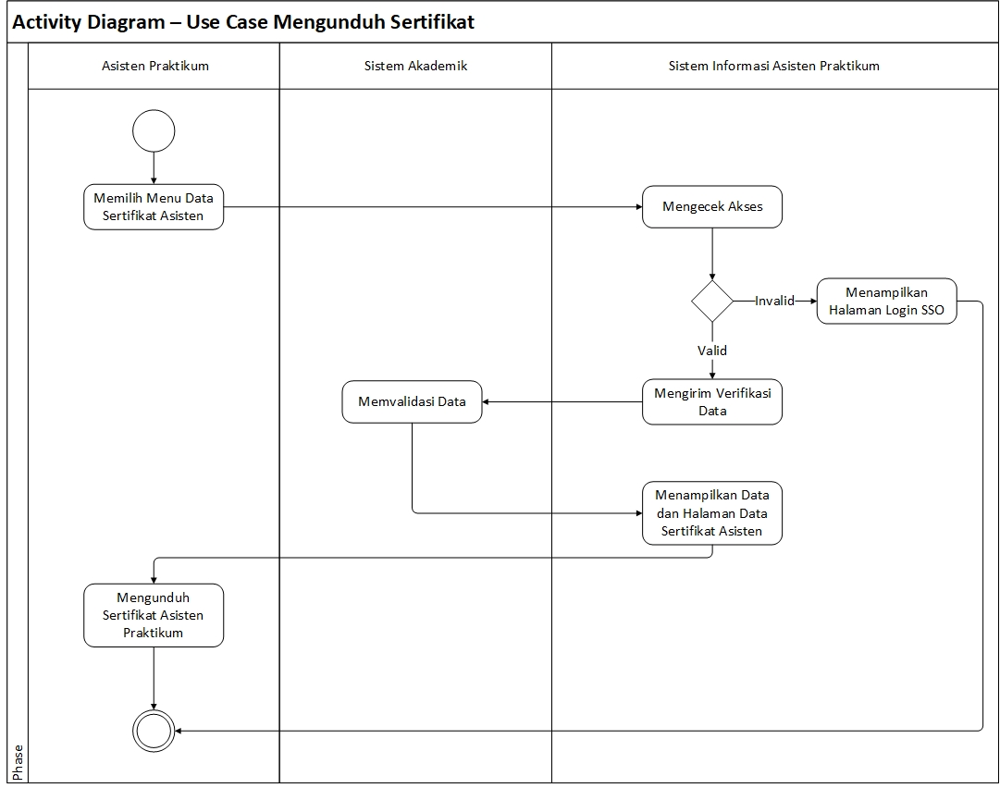 Activity Diagram – Use Case Mengunduh Sertifikat
Asisten Praktikum
Sistem Akademik
Sistem Informasi Asisten Praktikum
Memilih Menu Data
Sertifikat Asisten
Mengecek Akses
Invalid
Menampilkan
Halaman Login SSO
Valid
Memvalidasi Data
Mengirim Verifikasi
Data
Menampilkan Data
dan Halaman Data
Sertifikat Asisten
Mengunduh
Sertifikat Asisten
Praktikum
Phase